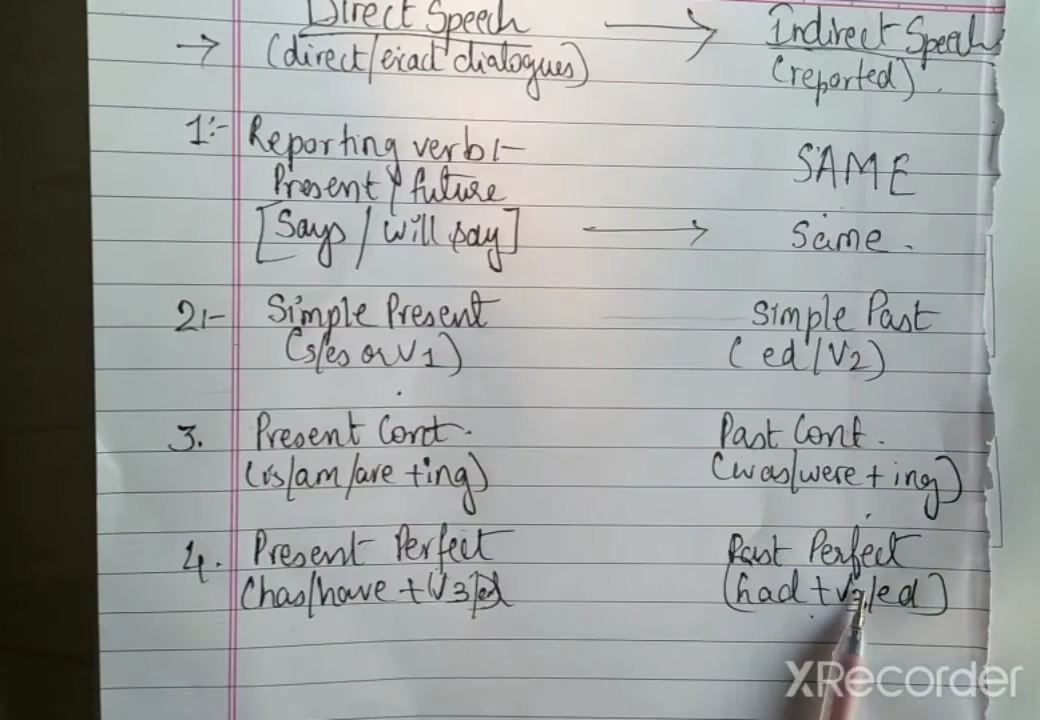 Direct Speech → Indirect Speech
→ (direct/exact dialogues) (reported).
1:- Reporting verb:- SAME
Present & future
[Says / will say] → Same.
2:- Simple Present Simple Past
(s/es or V1) (ed/V2)
3. Present Cont. Past Cont.
(is/am/are +ing) (was/were + ing)
4. Present Perfect Past Perfect
(has/have + V3/ed (had + V3/ed)
XRecorder